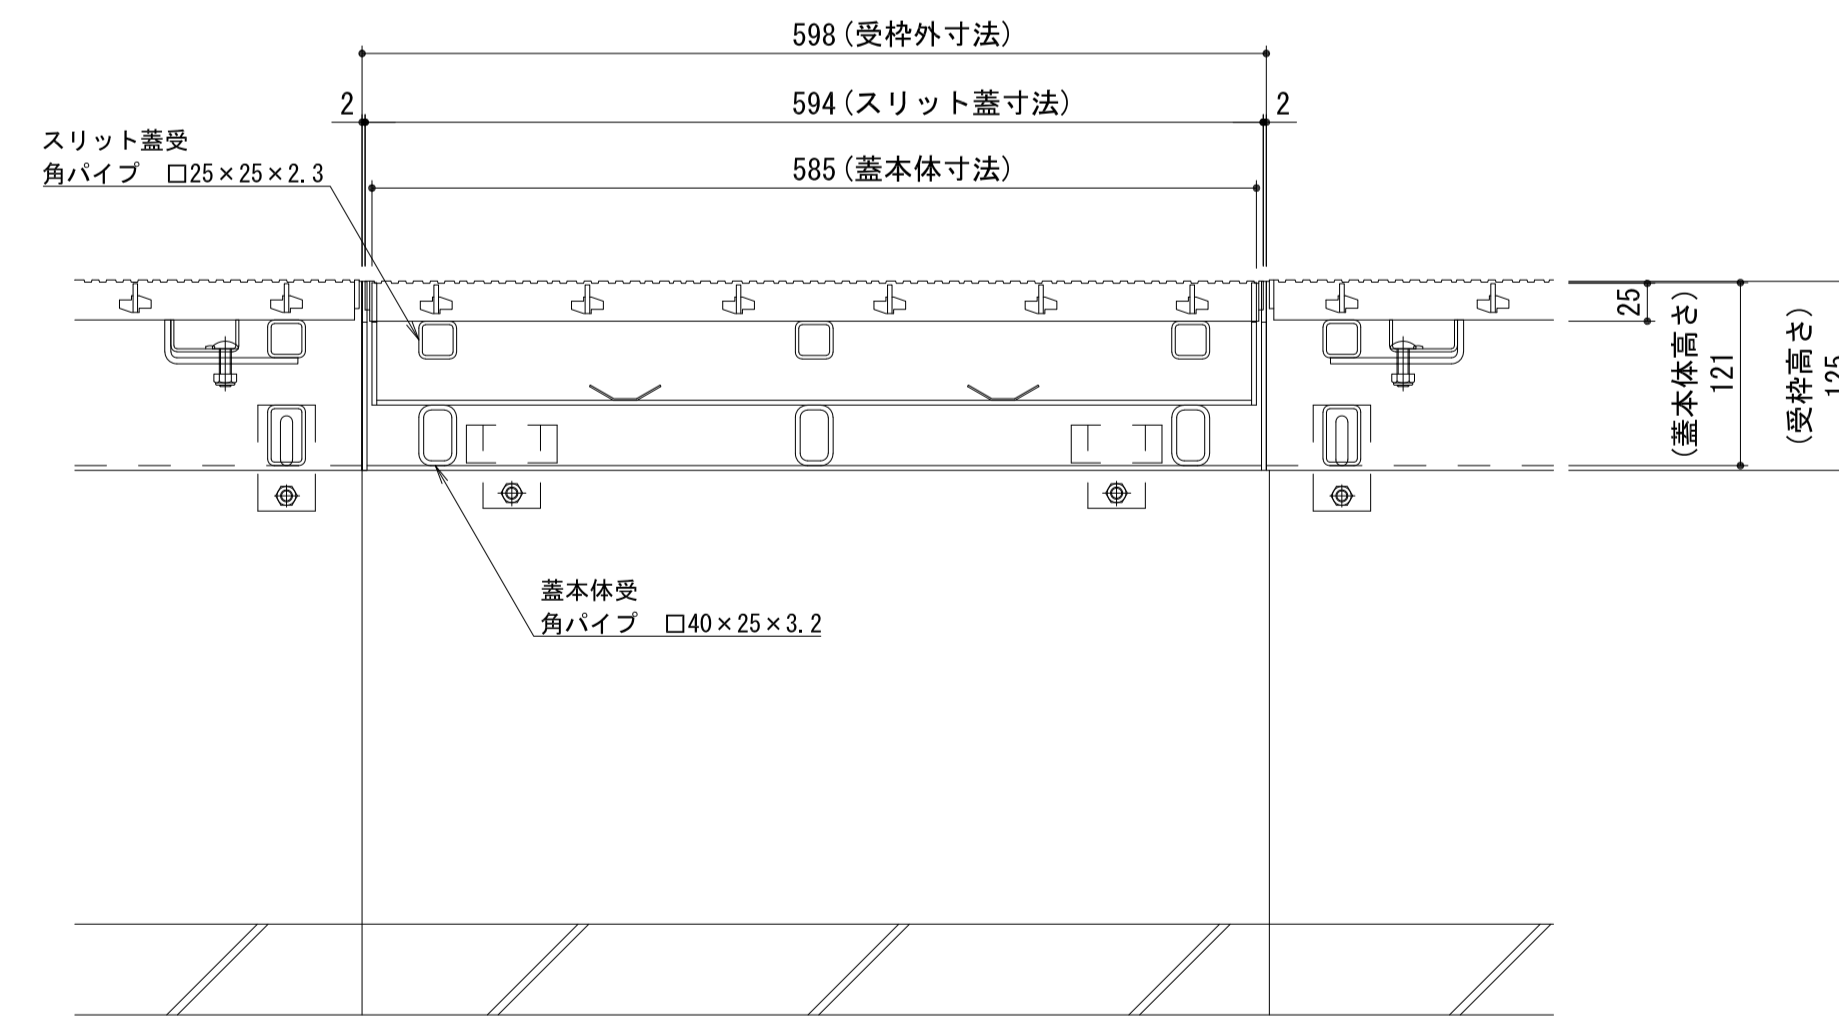 598(受枠外寸法)
2
594(スリット蓋寸法)
2
スリット蓋受
角パイプ　□25×25×2.3
585(蓋本体寸法)
25
(蓋本体高さ)
121
(受枠高さ)
125
蓋本体受
角パイプ　□40×25×3.2